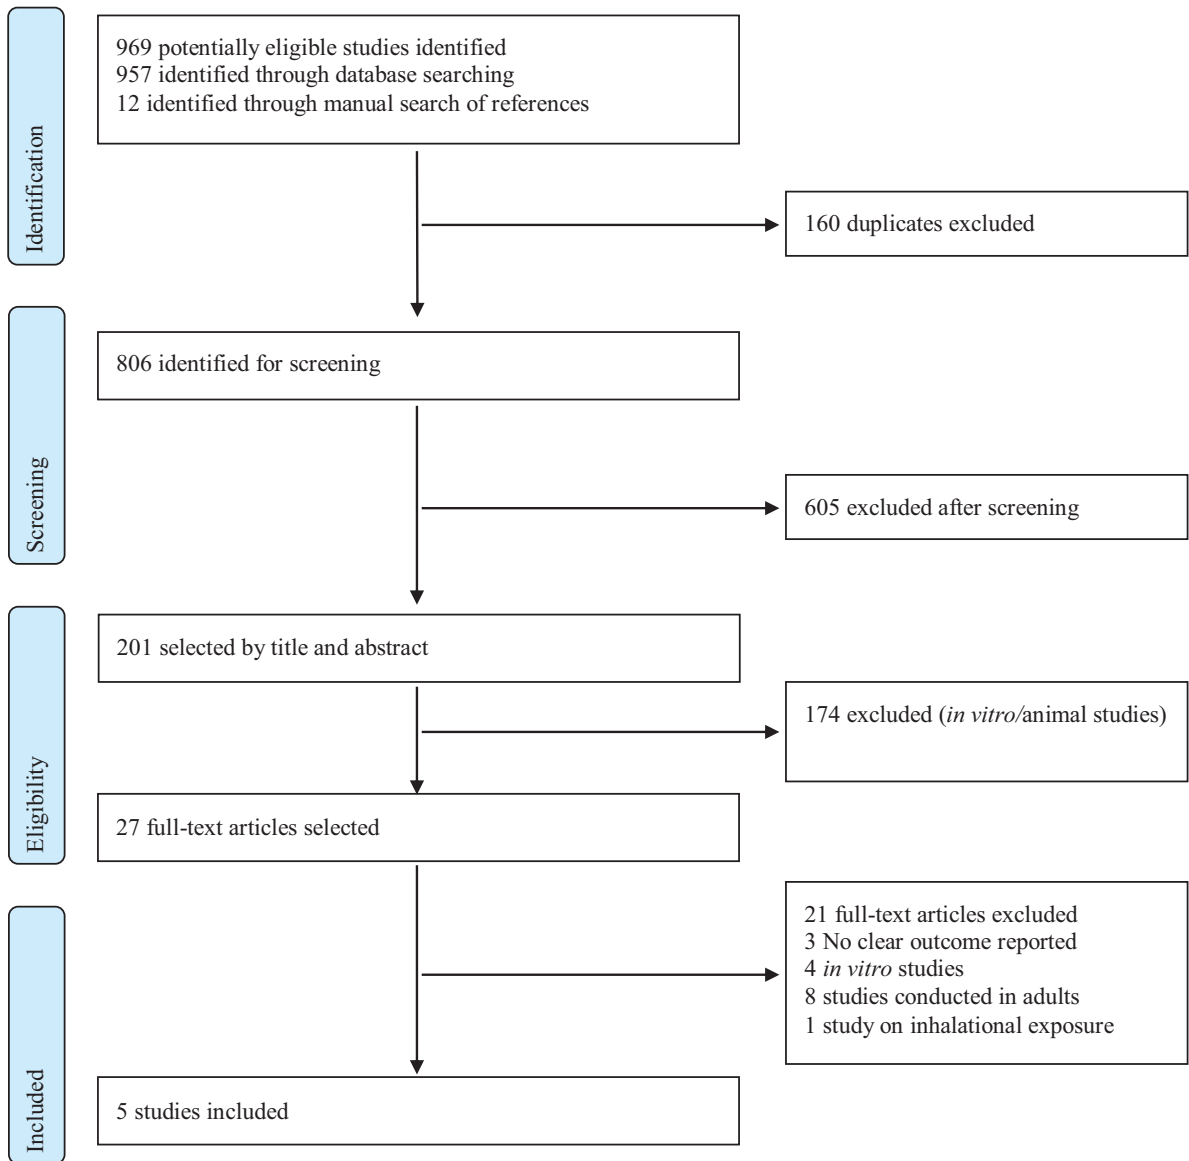 Identification
969 potentially eligible studies identified
957 identified through database searching
12 identified through manual search of references
160 duplicates excluded
Screening
806 identified for screening
605 excluded after screening
Eligibility
201 selected by title and abstract
174 excluded (in vitro/animal studies)
27 full-text articles selected
Included
21 full-text articles excluded
3 No clear outcome reported
4 in vitro studies
8 studies conducted in adults
1 study on inhalational exposure
5 studies included